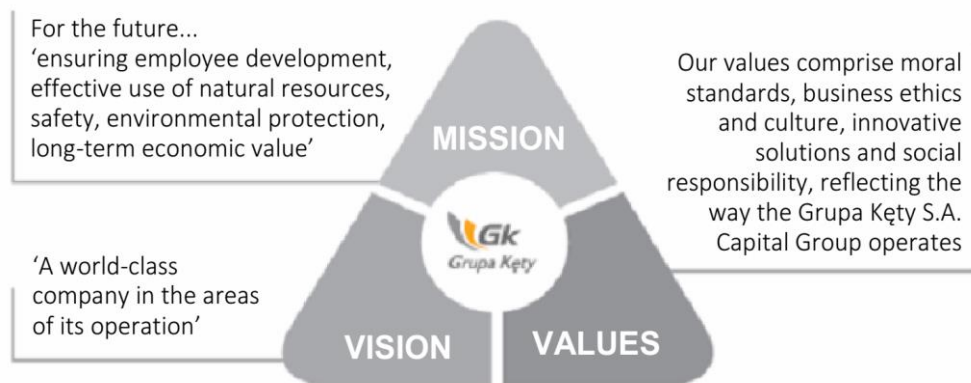 For the future...
‘ensuring employee development,
effective use of natural resources,
safety, environmental protection,
long-term economic value’
MISSION
Our values comprise moral
standards, business ethics
and culture, innovative
solutions and social
responsibility, reflecting the
way the Grupa Kęty S.A.
Capital Group operates
Gk
Grupa Kęty
‘A world-class
company in the areas
of its operation’
VISION
VALUES